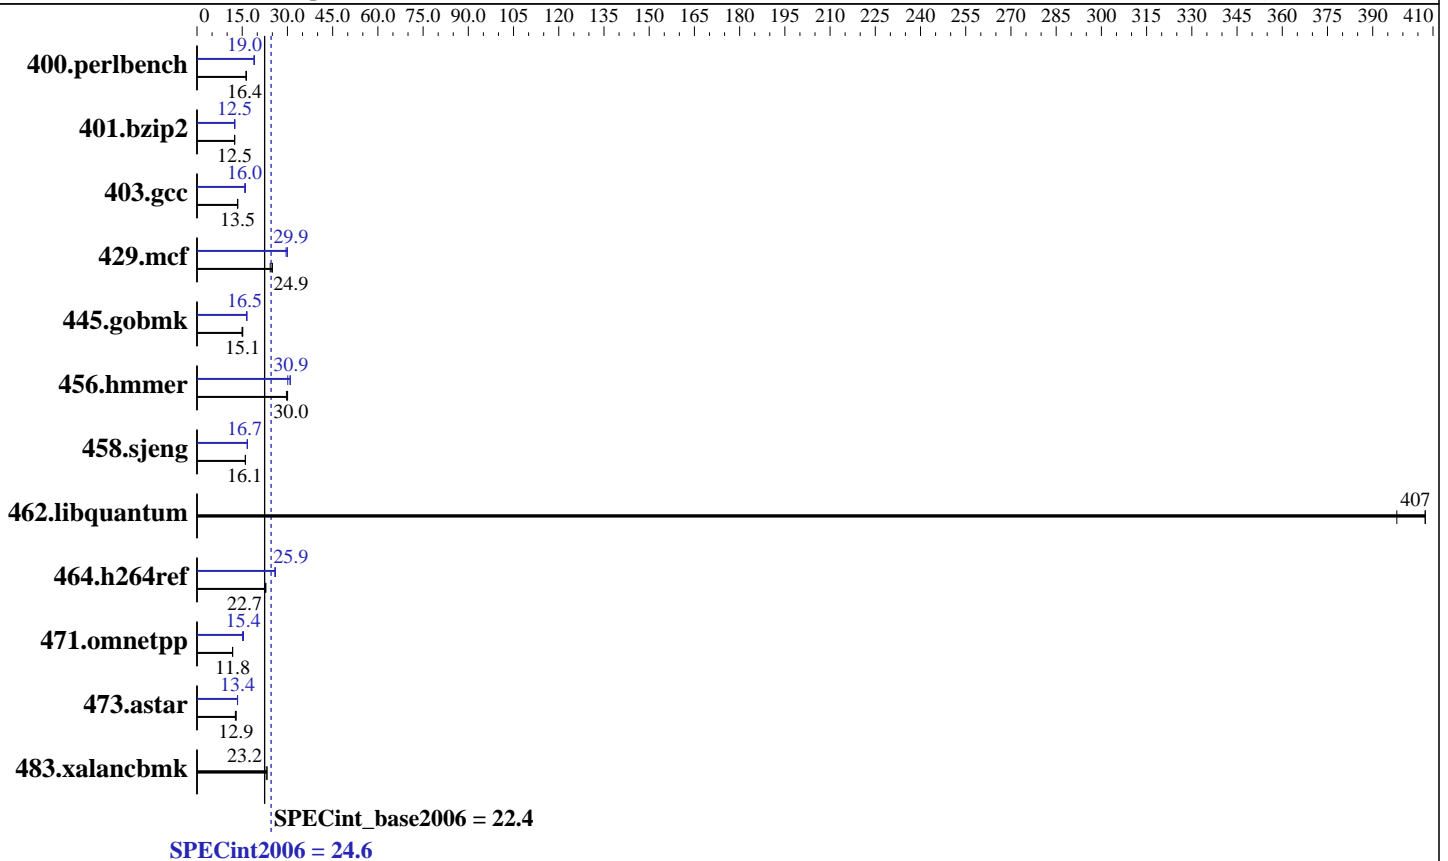 0 15.0 30.0 45.0 60.0 75.0 90.0 105 120 135 150 165 180 195 210 225 240 255 270 285 300 315 330 345 360 375 390 410
19.0
400.perlbench
16.4
12.5
401.bzip2
12.5
16.0
403.gcc
13.5
29.9
429.mcf
24.9
16.5
445.gobmk
15.1
30.9
456.hmmer
30.0
16.7
458.sjeng
16.1
407
462.libquantum
25.9
464.h264ref
22.7
15.4
471.omnetpp
11.8
13.4
473.astar
12.9
23.2
483.xalancbmk
SPECint_base2006 = 22.4
SPECint2006 = 24.6